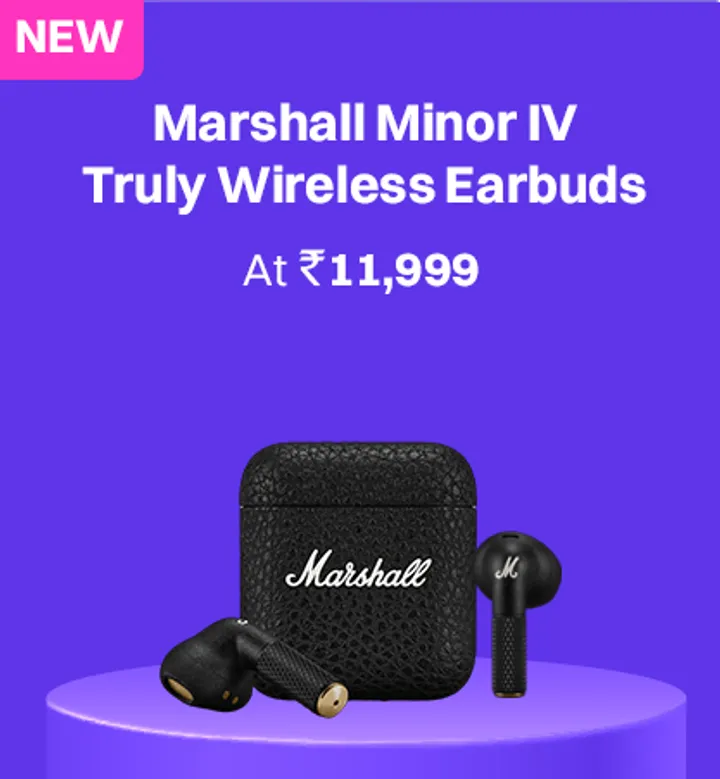 NEW
Marshall Minor IV
Truly Wireless Earbuds
At ₹11,999
Marshall
M